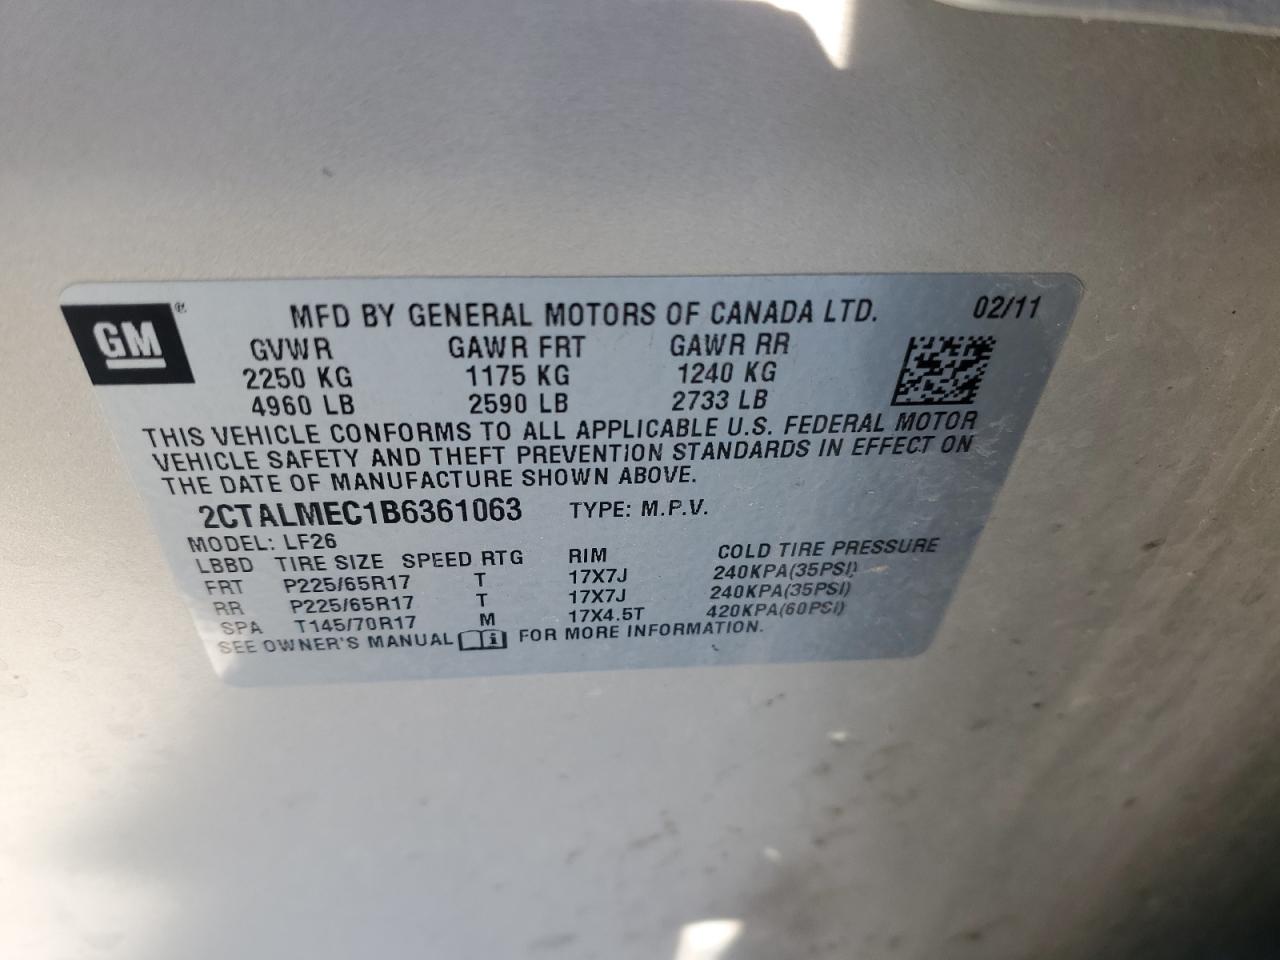 GM® MFD BY GENERAL MOTORS OF CANADA LTD. 02/11
GVWR GAWR FRT GAWR RR
2250 KG 1175 KG 1240 KG
4960 LB 2590 LB 2733 LB
THIS VEHICLE CONFORMS TO ALL APPLICABLE U.S. FEDERAL MOTOR
VEHICLE SAFETY AND THEFT PREVENTION STANDARDS IN EFFECT ON
THE DATE OF MANUFACTURE SHOWN ABOVE.
2CTALMEC1B6361063 TYPE: M.P.V.
MODEL: LF26
LBBD TIRE SIZE SPEED RTG RIM COLD TIRE PRESSURE
FRT P225/65R17 T 17X7J 240KPA(35PSI)
RR P225/65R17 T 17X7J 240KPA(35PSI)
SPA T145/70R17 M 17X4.5T 420KPA(60PSI)
SEE OWNER'S MANUAL FOR MORE INFORMATION.